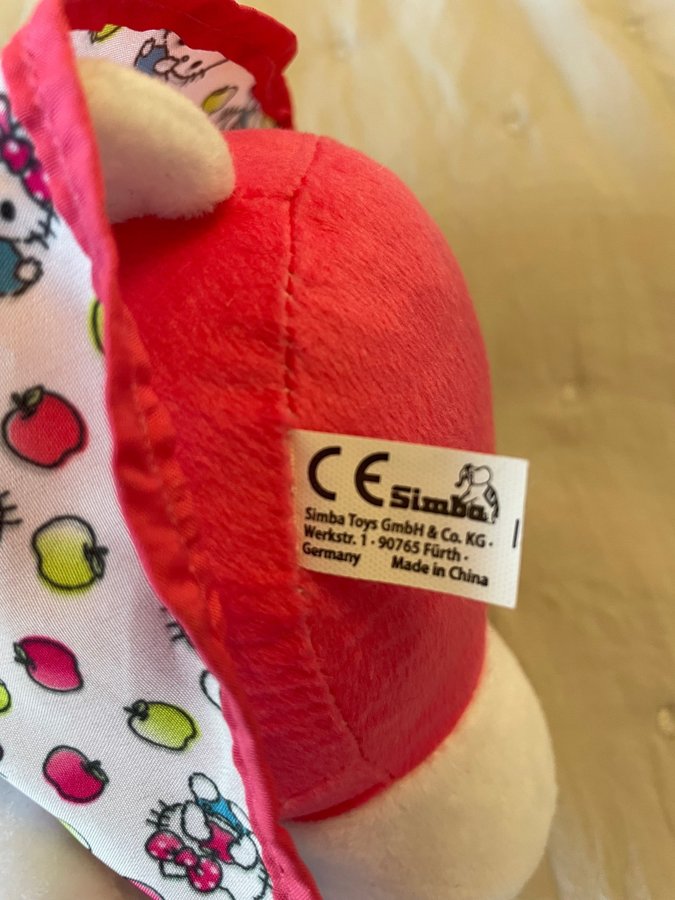 CE Simba
Simba Toys GmbH & Co. KG ·
Werkstr. 1 · 90765 Fürth ·
Germany Made in China